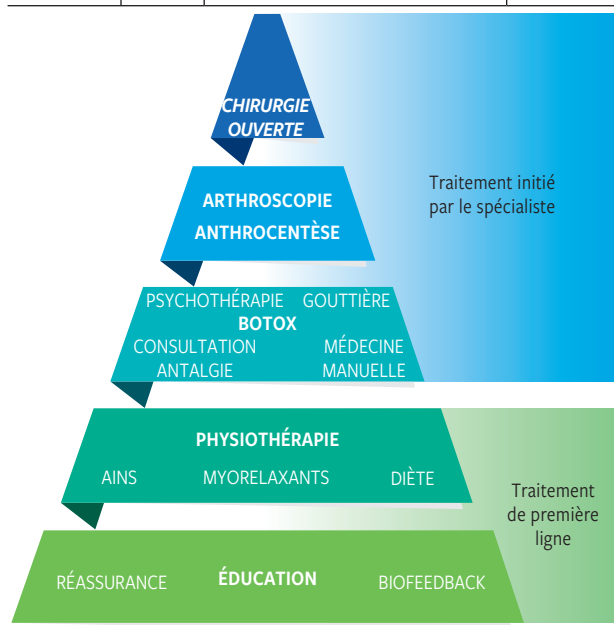 CHIRURGIE
OUVERTE
ARTHROSCOPIE
ANTHROCENTÈSE
Traitement initié
par le spécialiste
PSYCHOTHÉRAPIE GOUTTIÈRE
BOTOX
CONSULTATION MÉDECINE
ANTALGIE MANUELLE
PHYSIOTHÉRAPIE
AINS MYORELAXANTS DIÈTE
Traitement
de première
ligne
RÉASSURANCE ÉDUCATION BIOFEEDBACK